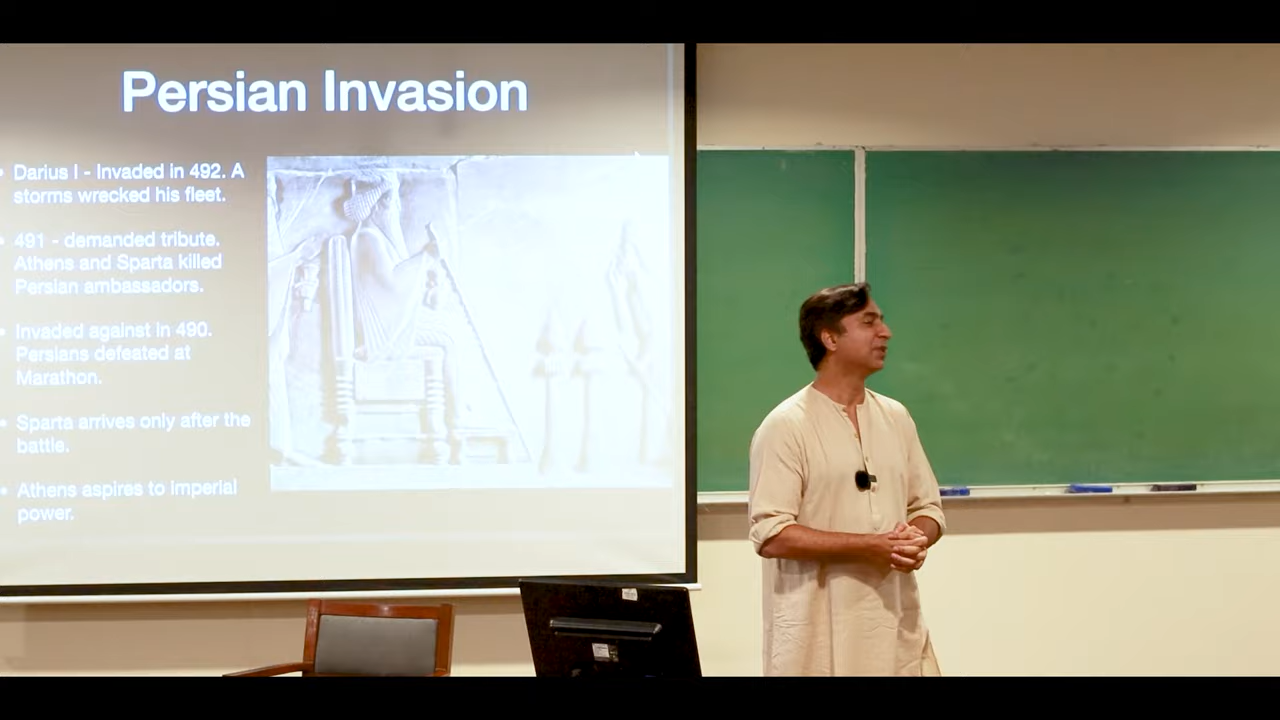 Persian Invasion
• Darius I - Invaded in 492. A
storms wrecked his fleet.
• 491 - demanded tribute.
Athens and Sparta killed
Persian ambassadors.
• Invaded against in 490.
Persians defeated at
Marathon.
• Sparta arrives only after the
battle.
• Athens aspires to imperial
power.